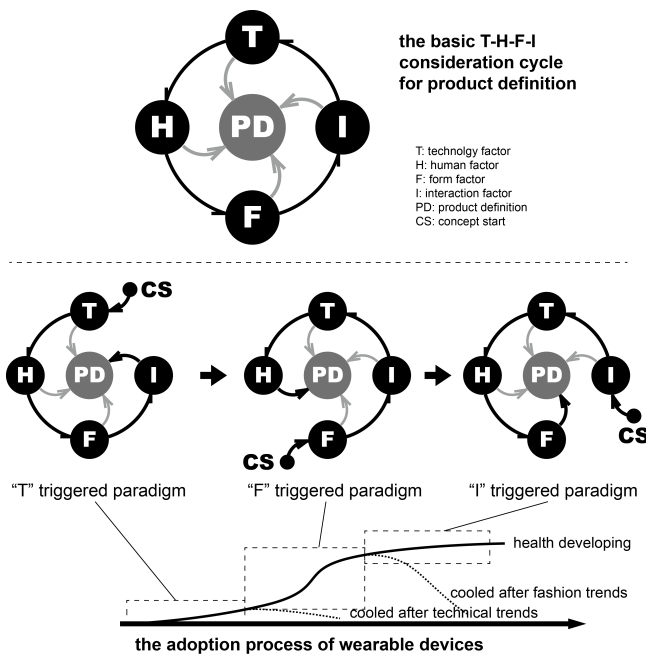 T
the basic T-H-F-I
consideration cycle
for product definition
H
PD
I
T: technolgy factor
H: human factor
F: form factor
I: interaction factor
PD: product definition
CS: concept start
F
T
CS
H
PD
I
F
T
H
PD
I
F
CS
T
H
PD
I
F
CS
“T” triggered paradigm
“F” triggered paradigm
“I” triggered paradigm
health developing
cooled after fashion trends
cooled after technical trends
the adoption process of wearable devices